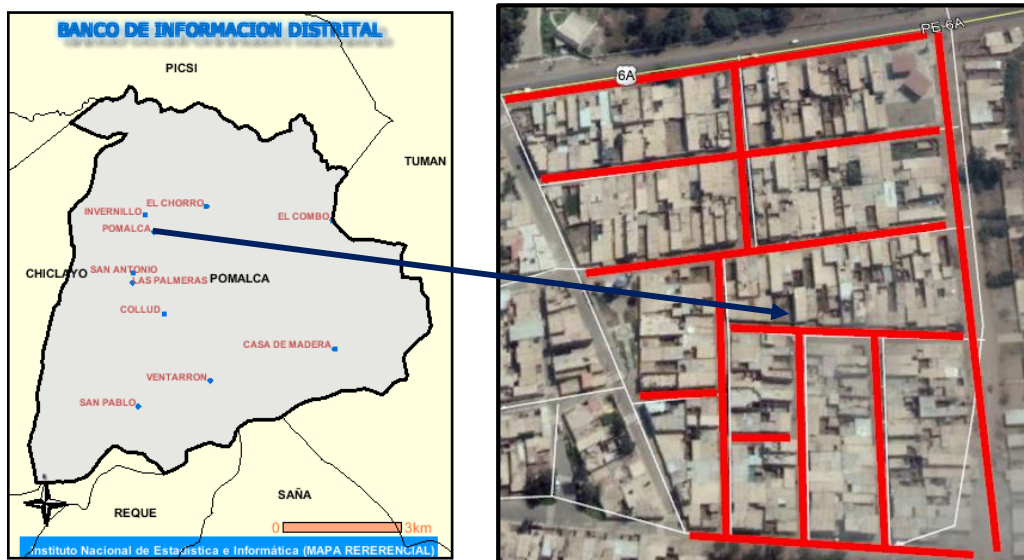 BANCO DE INFORMACION DISTRITAL
PICSI
TUMAN
EL CHORRO
INVERNILLO
EL COMBO
POMALCA
CHICLAYO
SAN ANTONIO
LAS PALMERAS
POMALCA
COLLUD
CASA DE MADERA
VENTARRON
SAN PABLO
SAÑA
REQUE
0 3km
Instituto Nacional de Estadística e Informática (MAPA RERERENCIAL)
PE-6A
6A